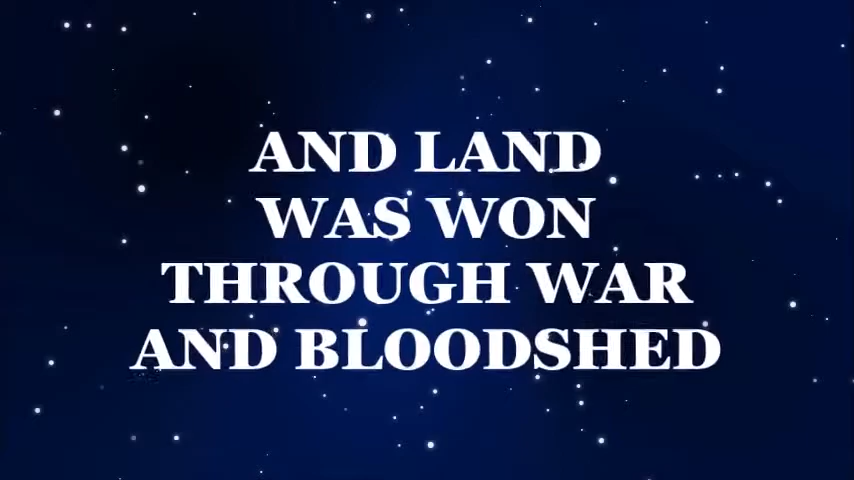 AND LAND
WAS WON
THROUGH WAR
AND BLOODSHED